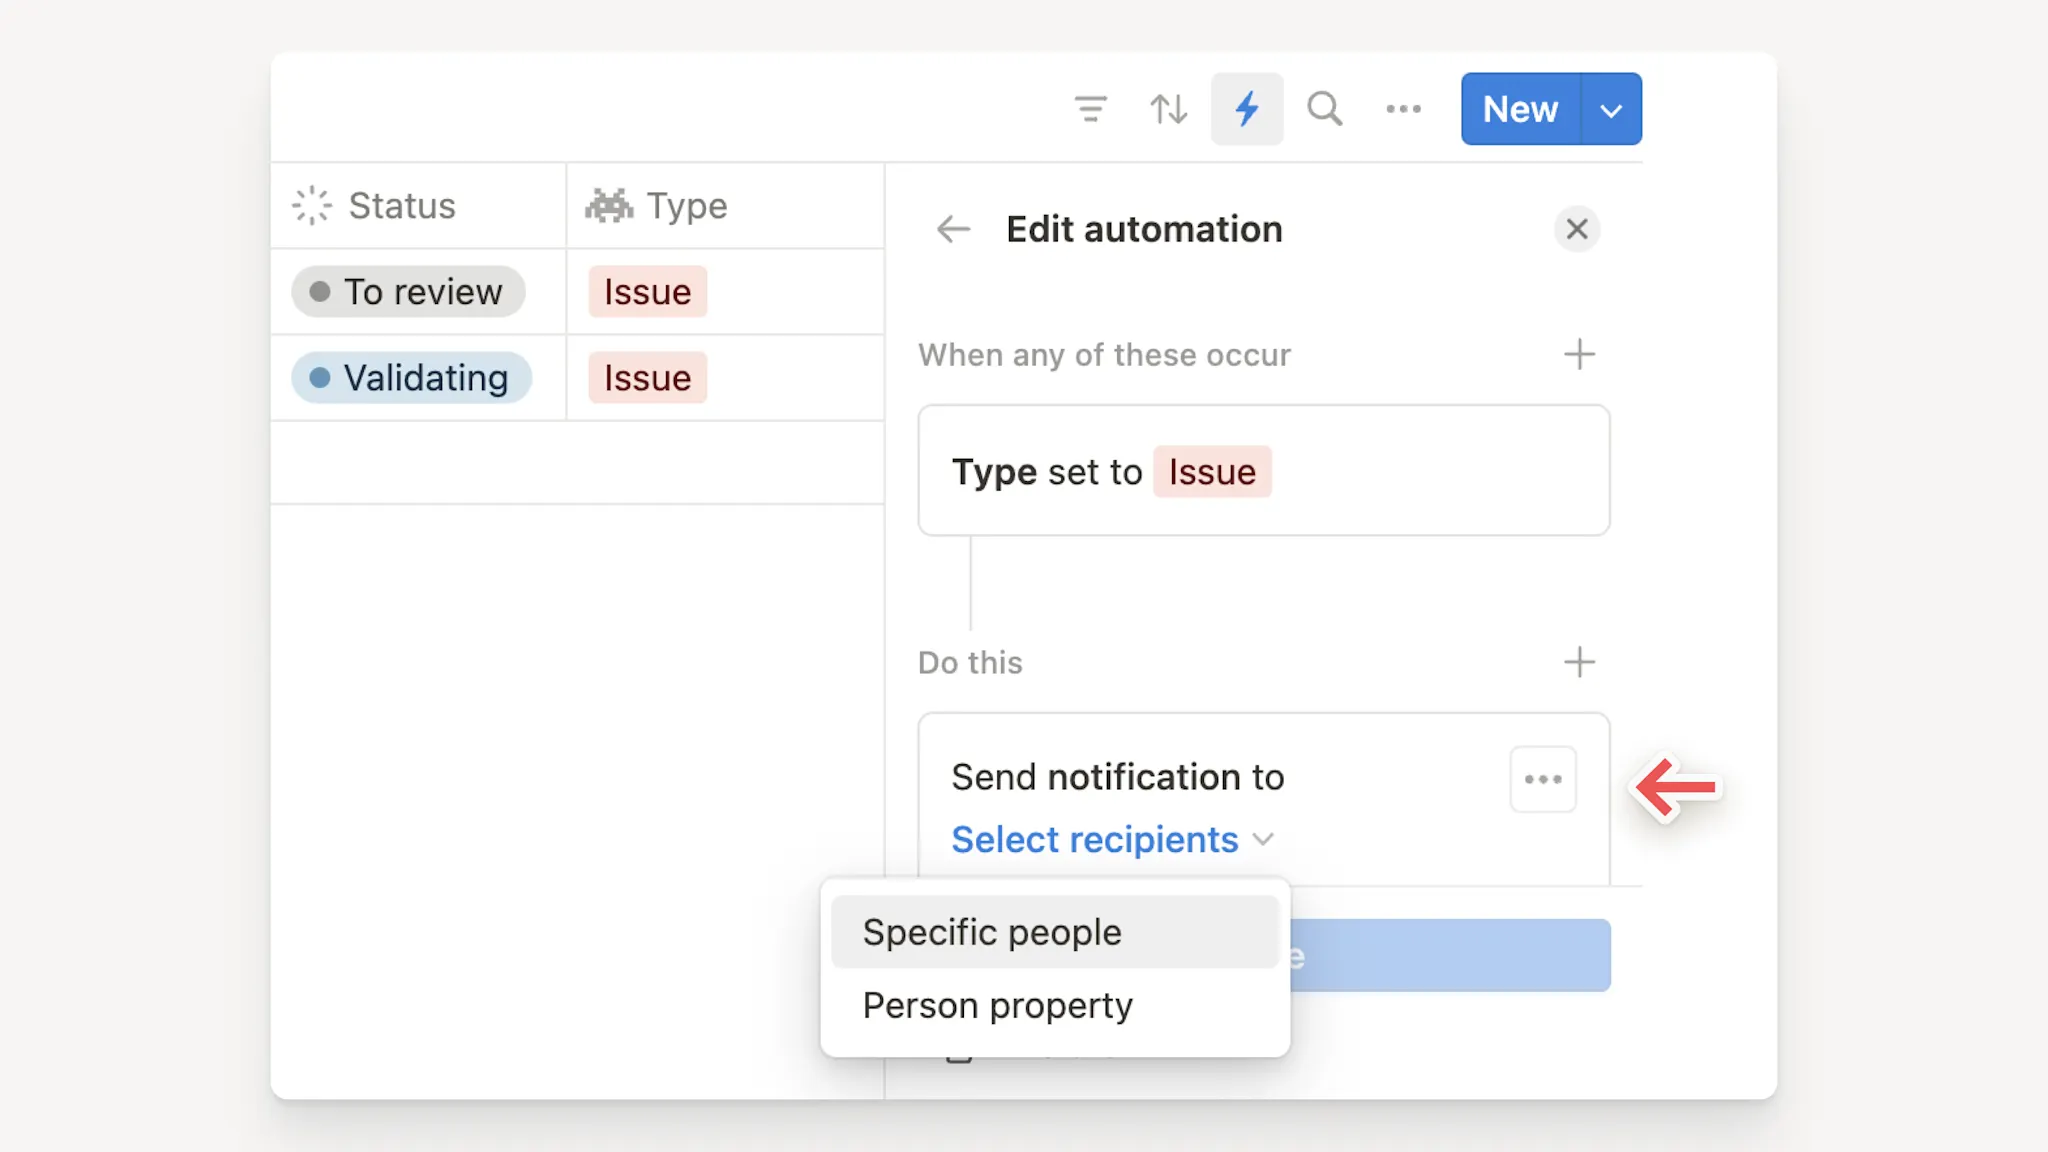 New
Status
Type
Edit automation
To review
Issue
Validating
Issue
When any of these occur
Type set to Issue
Do this
Send notification to
Select recipients
Specific people
Person property